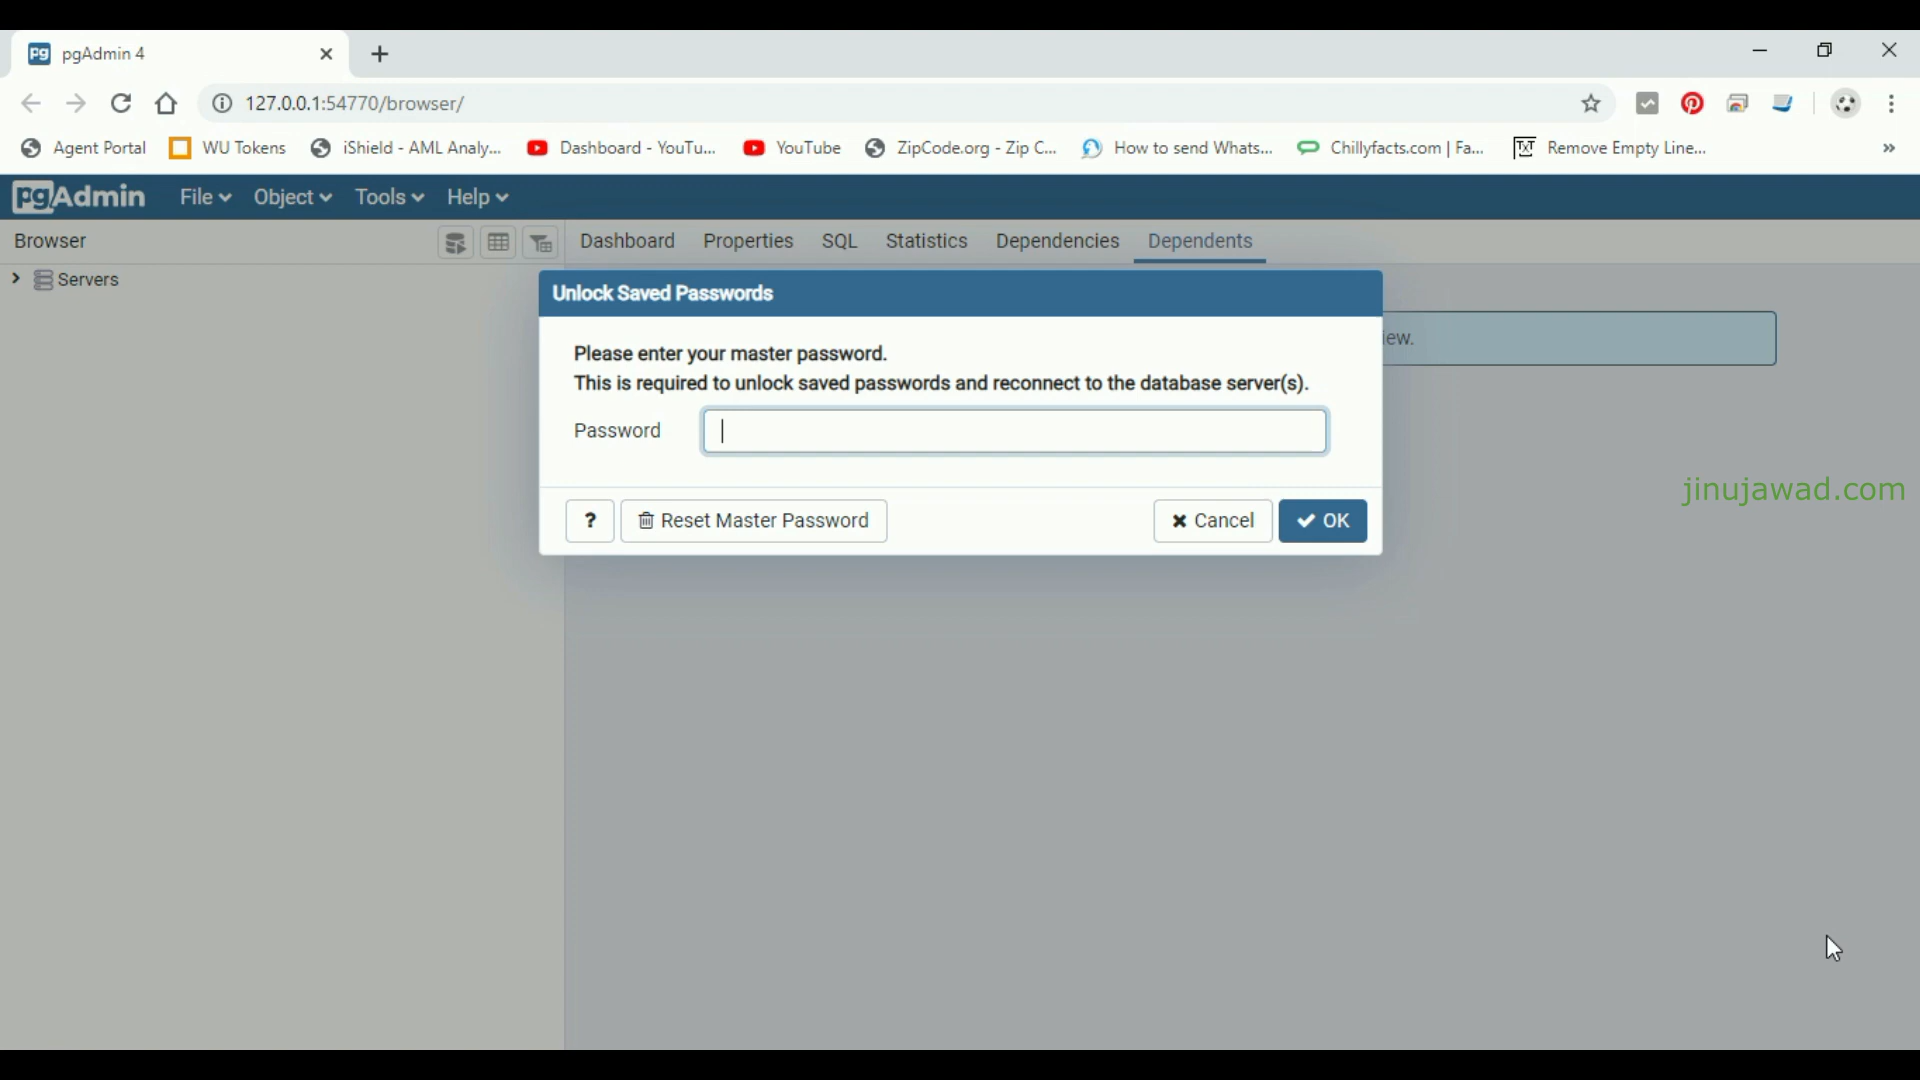 pgAdmin 4
127.0.0.1:54770/browser/
Agent Portal WU Tokens iShield - AML Analy... Dashboard - YouTu... YouTube ZipCode.org - Zip C... How to send Whats... Chillyfacts.com | Fa... Remove Empty Line... »
pgAdmin File Object Tools Help
Browser Dashboard Properties SQL Statistics Dependencies Dependents
Servers
Unlock Saved Passwords
iew.
Please enter your master password.
This is required to unlock saved passwords and reconnect to the database server(s).
Password
jinujawad.com
? Reset Master Password Cancel OK